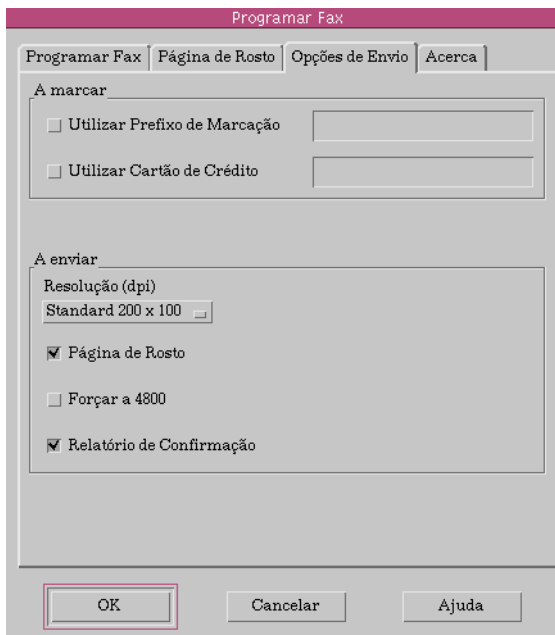 Programar Fax
Programar Fax Página de Rosto Opções de Envio Acerca
A marcar
Utilizar Prefixo de Marcação
Utilizar Cartão de Crédito
A enviar
Resolução (dpi)
Standard 200 x 100
Página de Rosto
Forçar a 4800
Relatório de Confirmação
OK Cancelar Ajuda